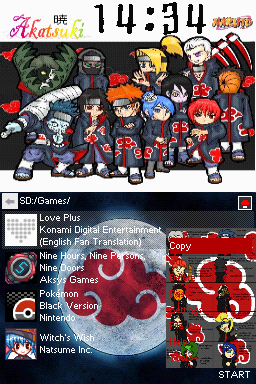 Akatsuki
暁
14:34
NARUTO
SD:/Games/
Love Plus
Konami Digital Entertainment
(English Fan Translation)
Nine Hours, Nine Persons,
Nine Doors
Aksys Games
Pokémon
Black Version
Nintendo
Witch's Wish
Natsume Inc.
Copy
START